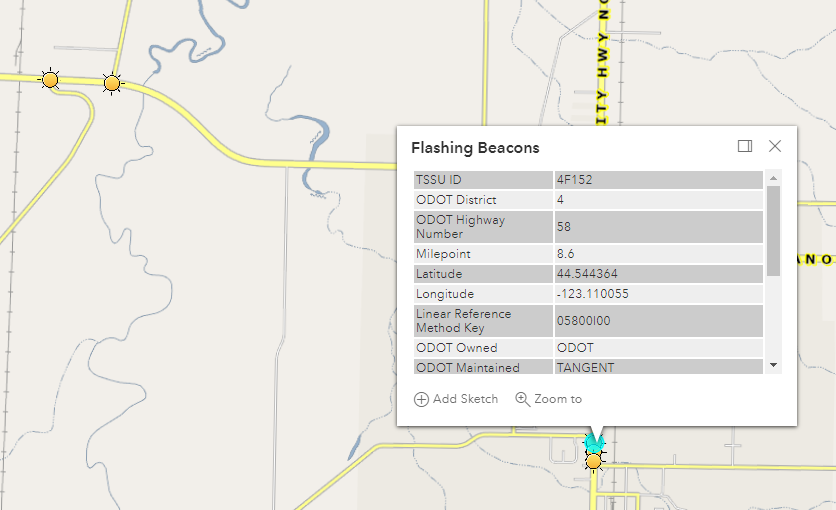 ITY HWY NO
Flashing Beacons
TSSU ID 4F152
ODOT District 4
ODOT Highway
Number 58
Milepoint 8.6
Latitude 44.544364
Longitude -123.110055
Linear Reference
Method Key 05800I00
ODOT Owned ODOT
ODOT Maintained TANGENT
ANO
Add Sketch Zoom to